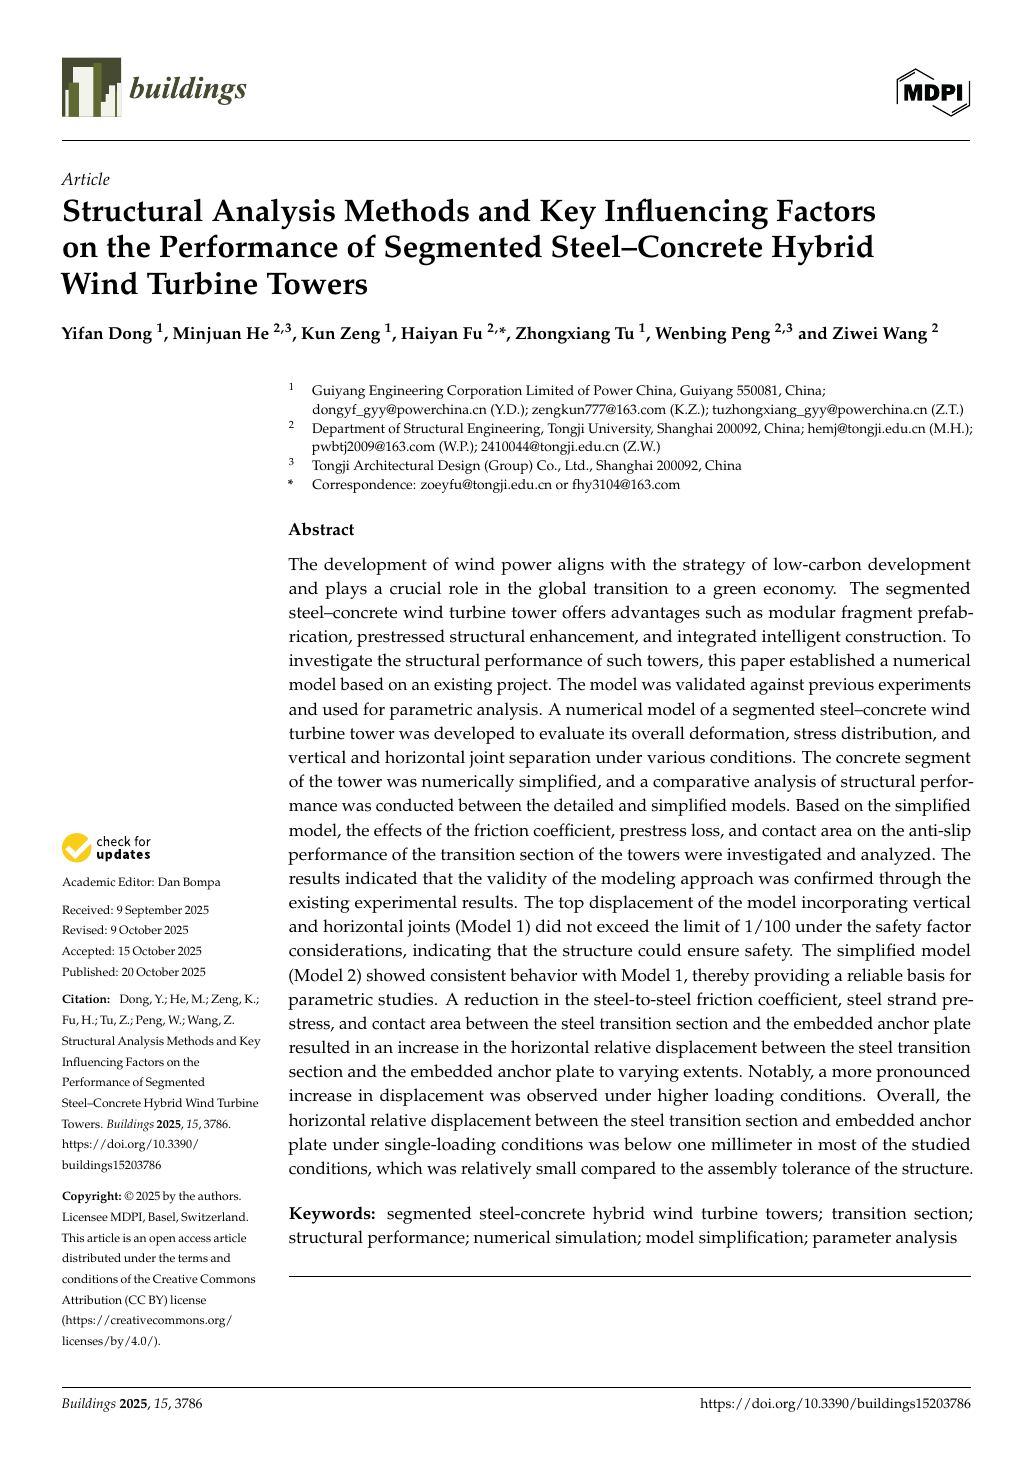 buildings
MDPI
Article
Structural Analysis Methods and Key Influencing Factors
on the Performance of Segmented Steel–Concrete Hybrid
Wind Turbine Towers
Yifan Dong 1, Minjuan He 2,3, Kun Zeng 1, Haiyan Fu 2,*, Zhongxiang Tu 1, Wenbing Peng 2,3 and Ziwei Wang 2
1 Guiyang Engineering Corporation Limited of Power China, Guiyang 550081, China;
dongyf_gyy@powerchina.cn (Y.D.); zengkun777@163.com (K.Z.); tuzhongxiang_gyy@powerchina.cn (Z.T.)
2 Department of Structural Engineering, Tongji University, Shanghai 200092, China; hemj@tongji.edu.cn (M.H.);
pwbtj2009@163.com (W.P.); 2410044@tongji.edu.cn (Z.W.)
3 Tongji Architectural Design (Group) Co., Ltd., Shanghai 200092, China
* Correspondence: zoeyfu@tongji.edu.cn or fhy3104@163.com
Abstract
The development of wind power aligns with the strategy of low-carbon development
and plays a crucial role in the global transition to a green economy. The segmented
steel–concrete wind turbine tower offers advantages such as modular fragment prefab-
rication, prestressed structural enhancement, and integrated intelligent construction. To
investigate the structural performance of such towers, this paper established a numerical
model based on an existing project. The model was validated against previous experiments
and used for parametric analysis. A numerical model of a segmented steel–concrete wind
turbine tower was developed to evaluate its overall deformation, stress distribution, and
vertical and horizontal joint separation under various conditions. The concrete segment
of the tower was numerically simplified, and a comparative analysis of structural perfor-
mance was conducted between the detailed and simplified models. Based on the simplified
model, the effects of the friction coefficient, prestress loss, and contact area on the anti-slip
performance of the transition section of the towers were investigated and analyzed. The
results indicated that the validity of the modeling approach was confirmed through the
existing experimental results. The top displacement of the model incorporating vertical
and horizontal joints (Model 1) did not exceed the limit of 1/100 under the safety factor
considerations, indicating that the structure could ensure safety. The simplified model
(Model 2) showed consistent behavior with Model 1, thereby providing a reliable basis for
parametric studies. A reduction in the steel-to-steel friction coefficient, steel strand pre-
stress, and contact area between the steel transition section and the embedded anchor plate
resulted in an increase in the horizontal relative displacement between the steel transition
section and the embedded anchor plate to varying extents. Notably, a more pronounced
increase in displacement was observed under higher loading conditions. Overall, the
horizontal relative displacement between the steel transition section and embedded anchor
plate under single-loading conditions was below one millimeter in most of the studied
conditions, which was relatively small compared to the assembly tolerance of the structure.
Keywords: segmented steel-concrete hybrid wind turbine towers; transition section;
structural performance; numerical simulation; model simplification; parameter analysis
check for
updates
Academic Editor: Dan Bompa
Received: 9 September 2025
Revised: 9 October 2025
Accepted: 15 October 2025
Published: 20 October 2025
Citation: Dong, Y.; He, M.; Zeng, K.;
Fu, H.; Tu, Z.; Peng, W.; Wang, Z.
Structural Analysis Methods and Key
Influencing Factors on the
Performance of Segmented
Steel–Concrete Hybrid Wind Turbine
Towers. Buildings 2025, 15, 3786.
https://doi.org/10.3390/
buildings15203786
Copyright: © 2025 by the authors.
Licensee MDPI, Basel, Switzerland.
This article is an open access article
distributed under the terms and
conditions of the Creative Commons
Attribution (CC BY) license
(https://creativecommons.org/
licenses/by/4.0/).
Buildings 2025, 15, 3786
https://doi.org/10.3390/buildings15203786